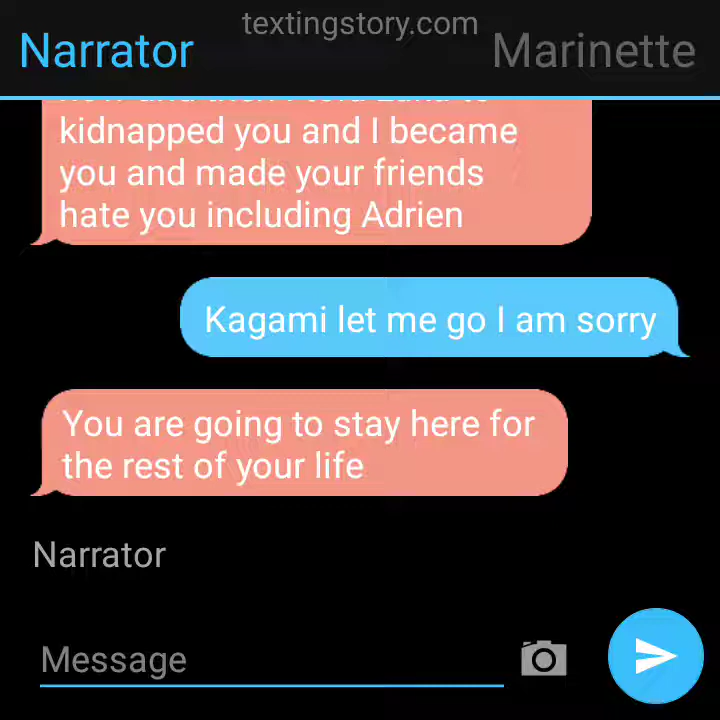 textingstory.com
Narrator
Marinette
kidnapped you and I became
you and made your friends
hate you including Adrien
Kagami let me go I am sorry
You are going to stay here for
the rest of your life
Narrator
Message